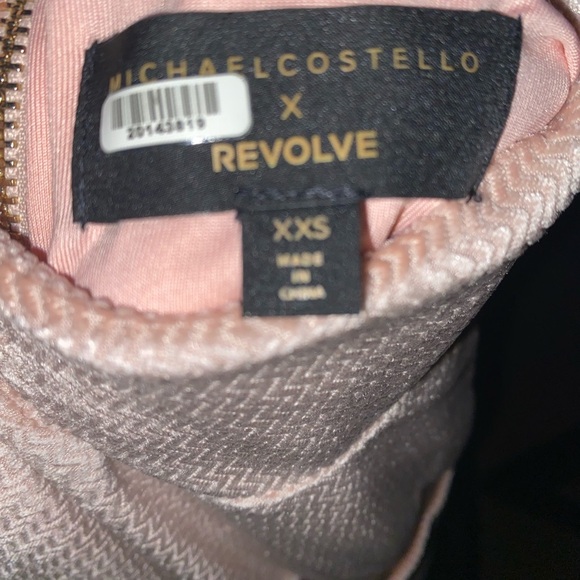 MICHAELCOSTELLO
X
REVOLVE
20143819
XXS
MADE
IN
CHINA